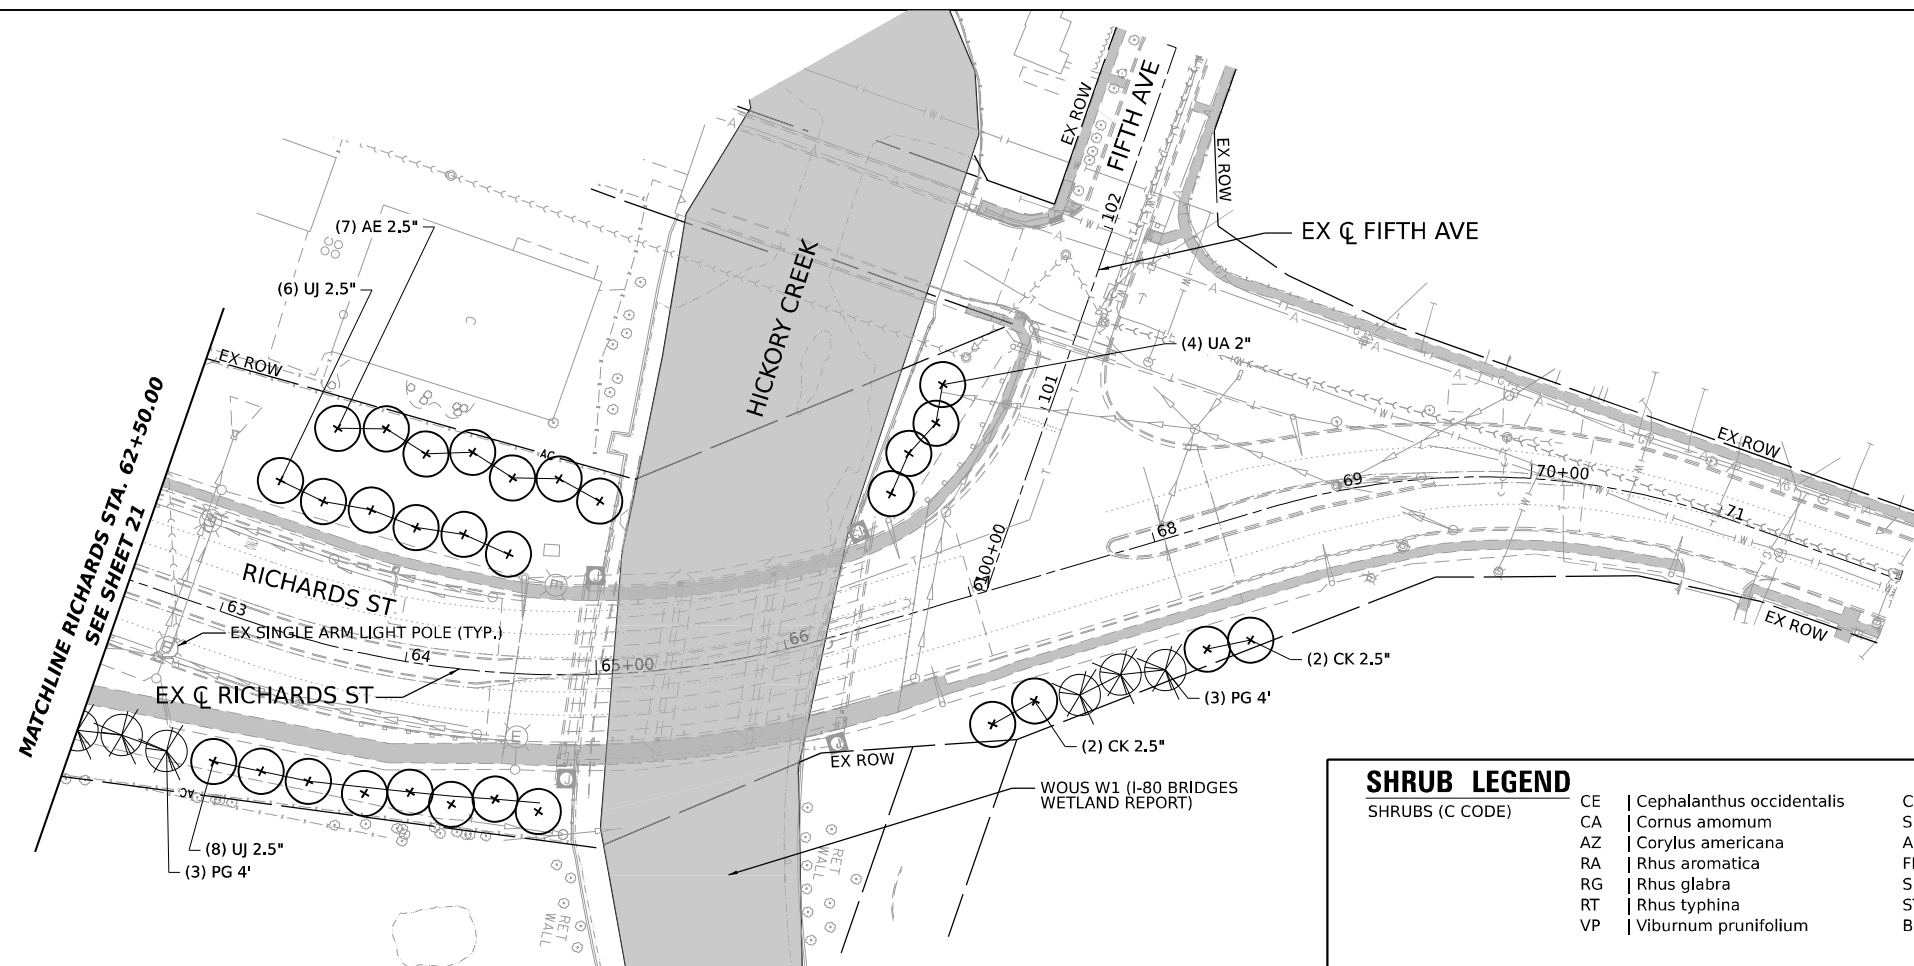 (7) AE 2.5"
(6) UJ 2.5"
EX ROW
MATCHLINE RICHARDS STA. 62+50.00
SEE SHEET 21
HICKORY CREEK
EX ROW
FIFTH AVE
EX ROW
102
EX ℄ FIFTH AVE
(4) UA 2"
101
100+00
EX ROW
AC
RICHARDS ST
63
EX SINGLE ARM LIGHT POLE (TYP.)
64
65+00
66
68
69
70+00
71
EX ℄ RICHARDS ST
E
EX ROW
(2) CK 2.5"
(3) PG 4'
(2) CK 2.5"
EX ROW
WOUS W1 (I-80 BRIDGES
WETLAND REPORT)
AC
(8) UJ 2.5"
(3) PG 4'
RET
WALL
RET
WALL
SHRUB LEGEND
SHRUBS (C CODE)
CE | Cephalanthus occidentalis
CA | Cornus amomum
AZ | Corylus americana
RA | Rhus aromatica
RG | Rhus glabra
RT | Rhus typhina
VP | Viburnum prunifolium